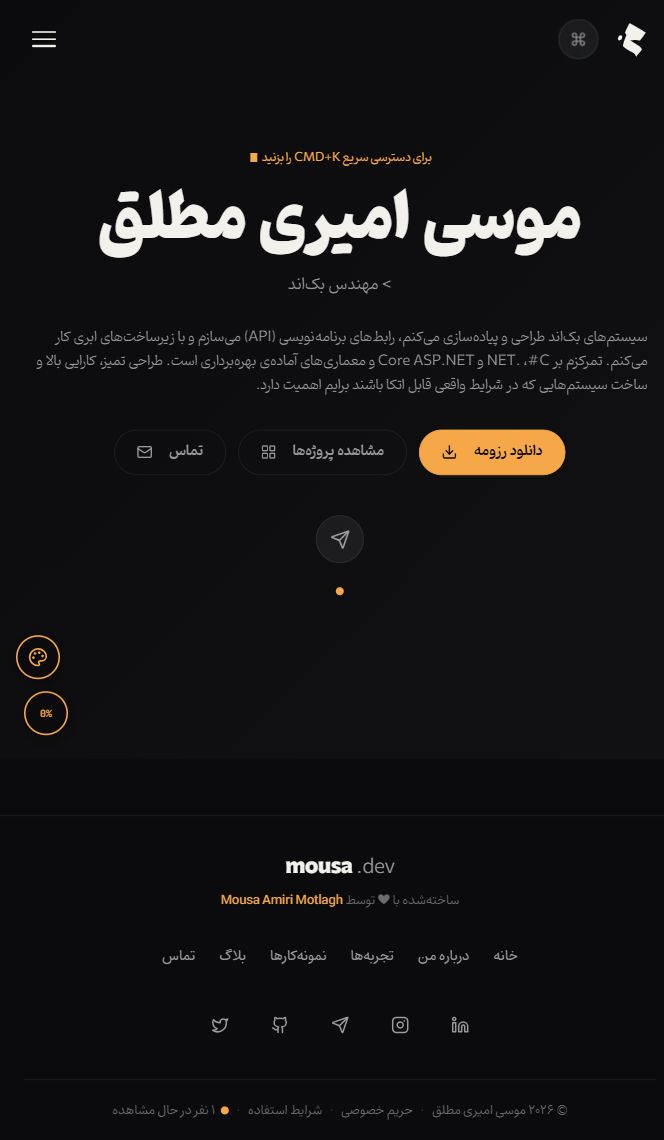 برای دسترسی سریع CMD+K را بزنید
موسی امیری مطلق
> مهندس بک‌اند
سیستم‌های بک‌اند طراحی و پیاده‌سازی می‌کنم، رابط‌های برنامه‌نویسی (API) می‌سازم و با زیرساخت‌های ابری کار
می‌کنم. تمرکزم بر C#، .NET و ASP.NET Core و معماری‌های آماده‌ی بهره‌برداری است. طراحی تمیز، کارایی بالا و
ساخت سیستم‌هایی که در شرایط واقعی قابل اتکا باشند برایم اهمیت دارد.
دانلود رزومه
مشاهده پروژه‌ها
تماس
0%
mousa .dev
ساخته‌شده با ♥ توسط Mousa Amiri Motlagh
خانه درباره من تجربه‌ها نمونه‌کارها بلاگ تماس
© ۲۰۲۶ موسی امیری مطلق · حریم خصوصی · شرایط استفاده · ۱ نفر در حال مشاهده